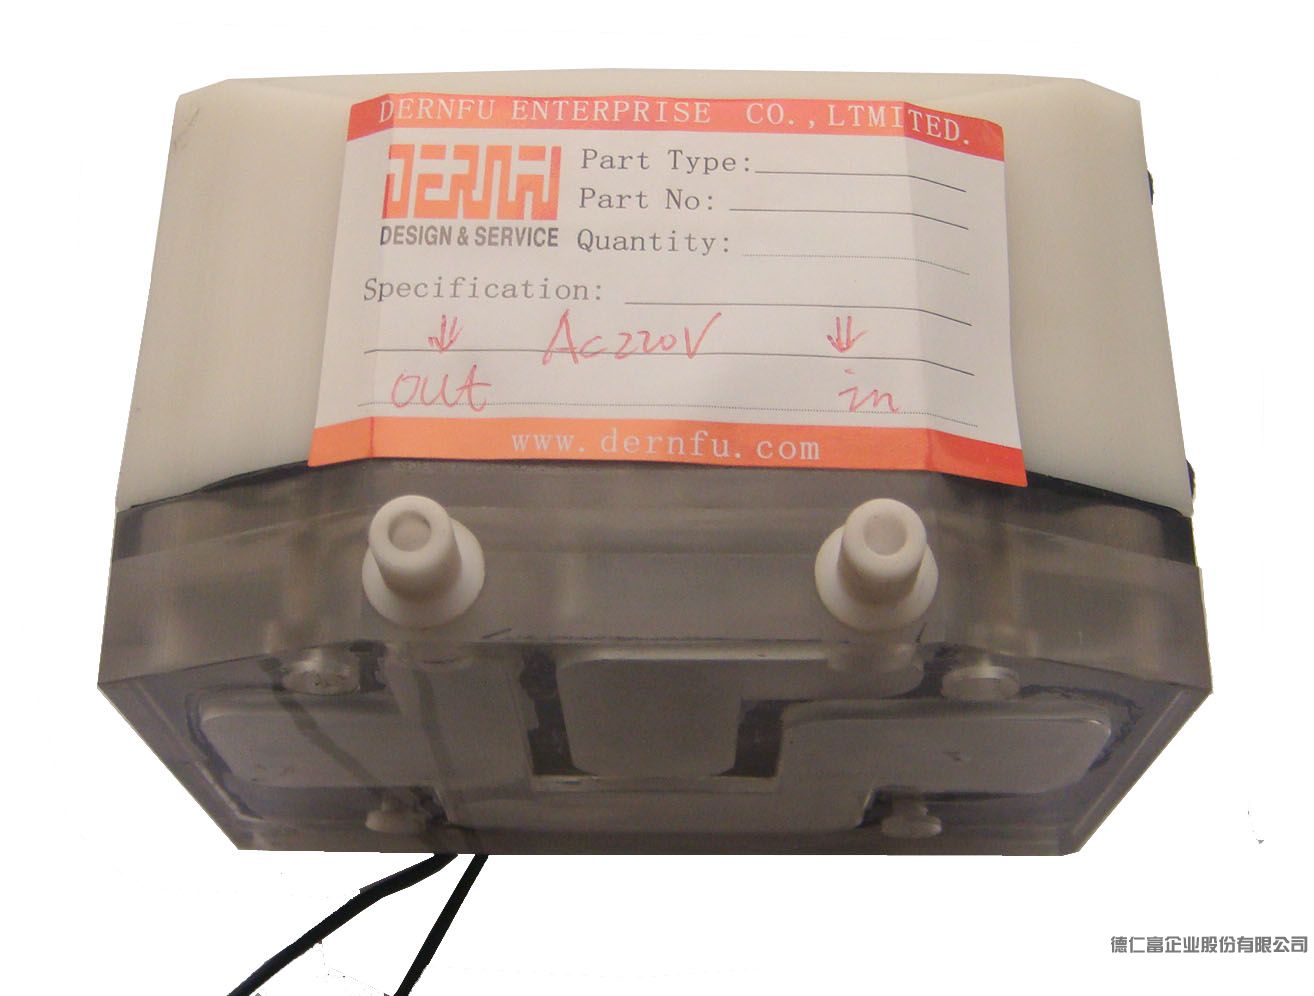 DERNFU ENTERPRISE CO.,LTMITED.
DERNFU
DESIGN & SERVICE
Part Type:
Part No:
Quantity:
Specification:
AC220V
out
in
www.dernfu.com
德仁富企业股份有限公司